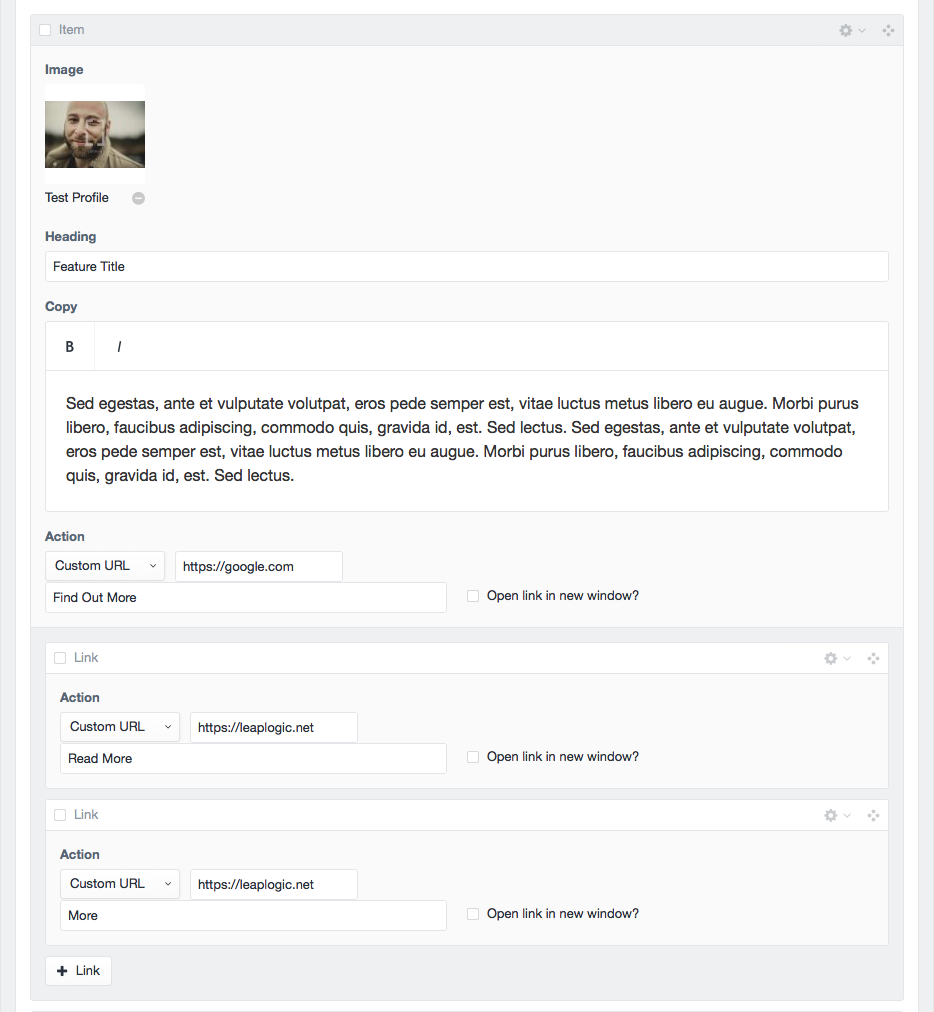 Item
Image
Test Profile
Heading
Feature Title
Copy
B I
Sed egestas, ante et vulputate volutpat, eros pede semper est, vitae luctus metus libero eu augue. Morbi purus
libero, faucibus adipiscing, commodo quis, gravida id, est. Sed lectus. Sed egestas, ante et vulputate volutpat,
eros pede semper est, vitae luctus metus libero eu augue. Morbi purus libero, faucibus adipiscing, commodo
quis, gravida id, est. Sed lectus.
Action
Custom URL https://google.com
Find Out More Open link in new window?
Link
Action
Custom URL https://leaplogic.net
Read More Open link in new window?
Link
Action
Custom URL https://leaplogic.net
More Open link in new window?
+ Link